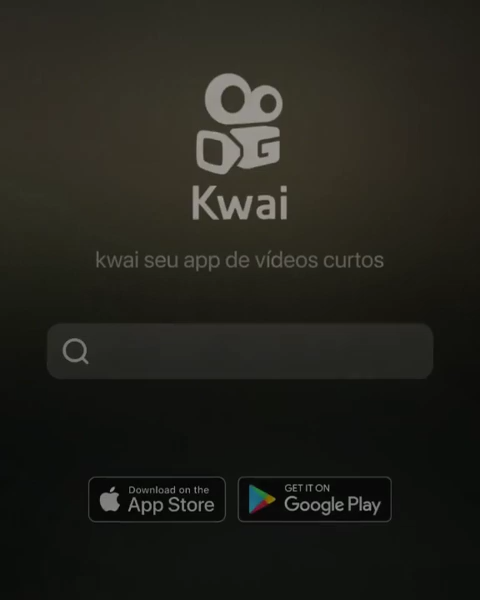 Kwai
kwai seu app de vídeos curtos
Download on the
App Store
GET IT ON
Google Play